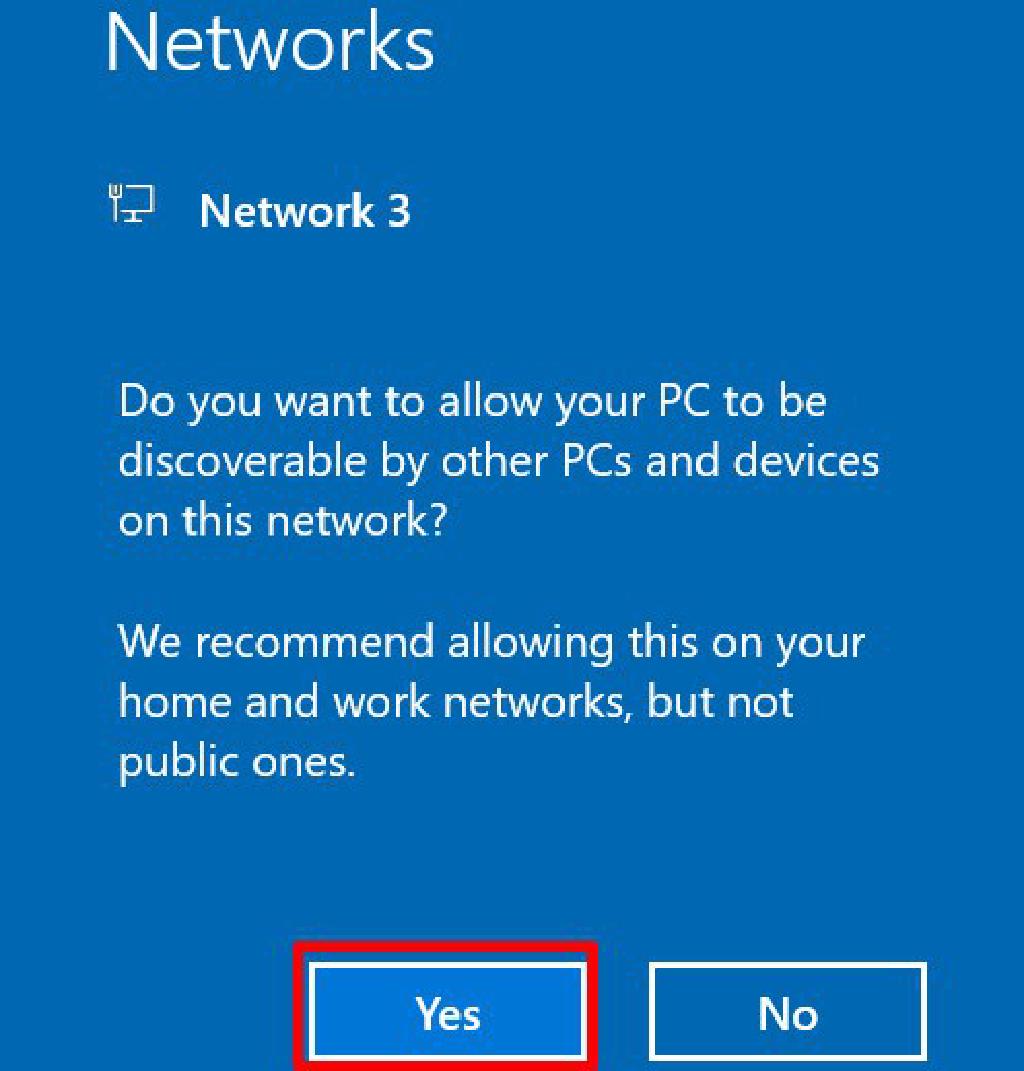 Networks
Network 3
Do you want to allow your PC to be
discoverable by other PCs and devices
on this network?
We recommend allowing this on your
home and work networks, but not
public ones.
Yes
No